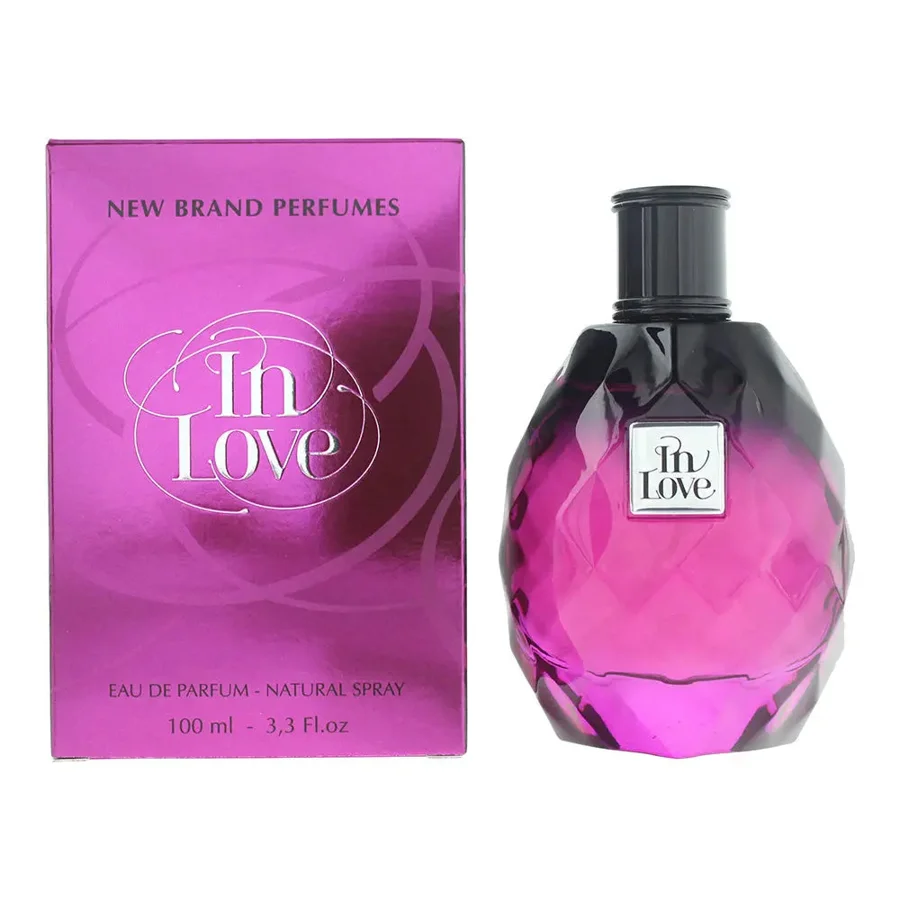 NEW BRAND PERFUMES
In
Love
EAU DE PARFUM - NATURAL SPRAY
100 ml - 3,3 Fl.oz
In
Love